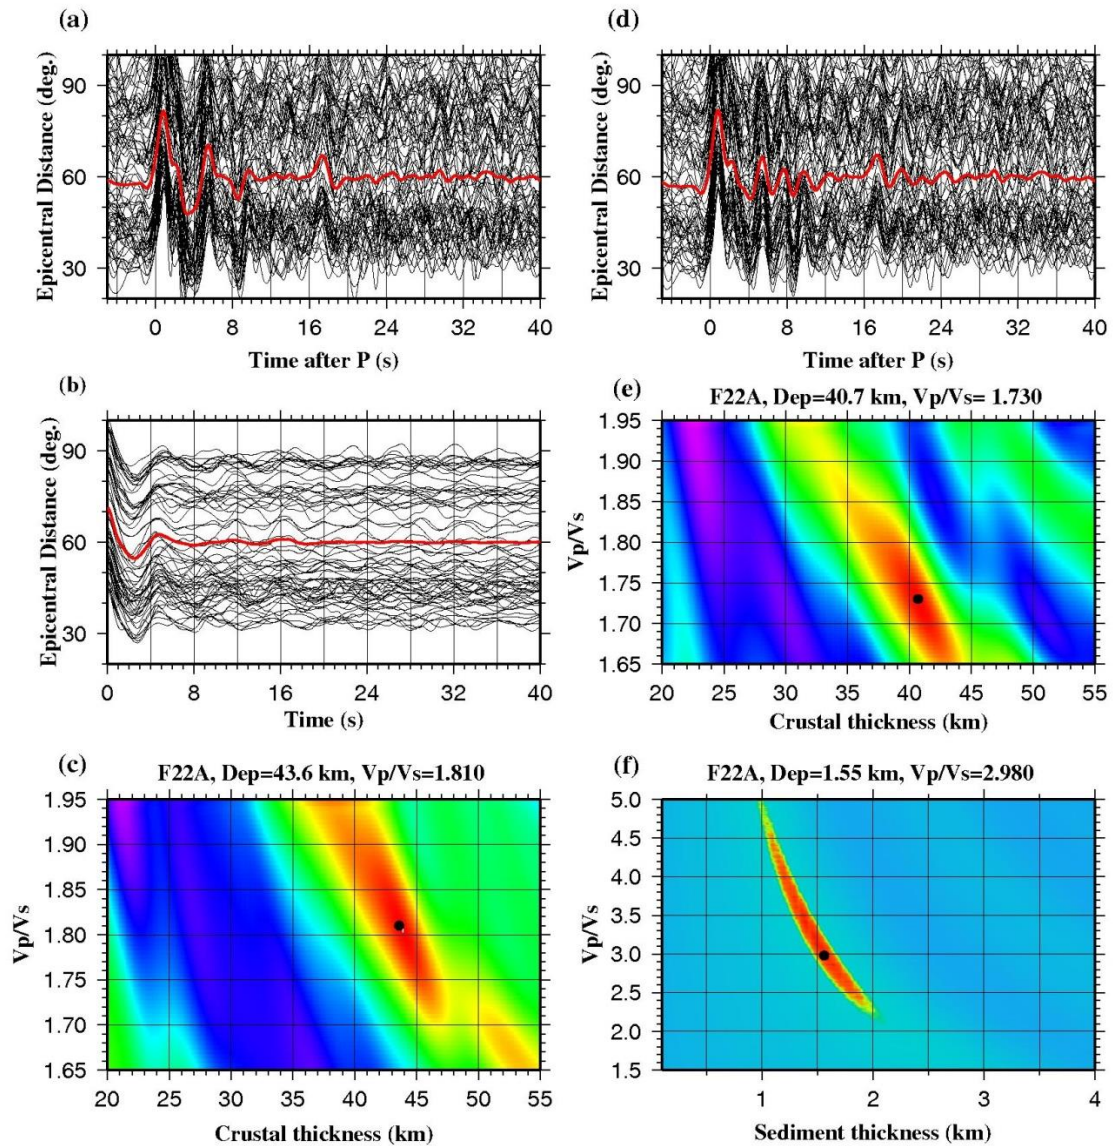 (a)
Epicentral Distance (deg.)
90
60
30
0 8 16 24 32 40
Time after P (s)
(d)
Epicentral Distance (deg.)
90
60
30
0 8 16 24 32 40
Time after P (s)
(b)
Epicentral Distance (deg.)
90
60
30
0 8 16 24 32 40
Time (s)
(e)
F22A, Dep=40.7 km, Vp/Vs= 1.730
Vp/Vs
1.95
1.90
1.85
1.80
1.75
1.70
1.65
20 25 30 35 40 45 50 55
Crustal thickness (km)
(c)
F22A, Dep=43.6 km, Vp/Vs=1.810
Vp/Vs
1.95
1.90
1.85
1.80
1.75
1.70
1.65
20 25 30 35 40 45 50 55
Crustal thickness (km)
(f)
F22A, Dep=1.55 km, Vp/Vs=2.980
Vp/Vs
5.0
4.5
4.0
3.5
3.0
2.5
2.0
1.5
1 2 3 4
Sediment thickness (km)